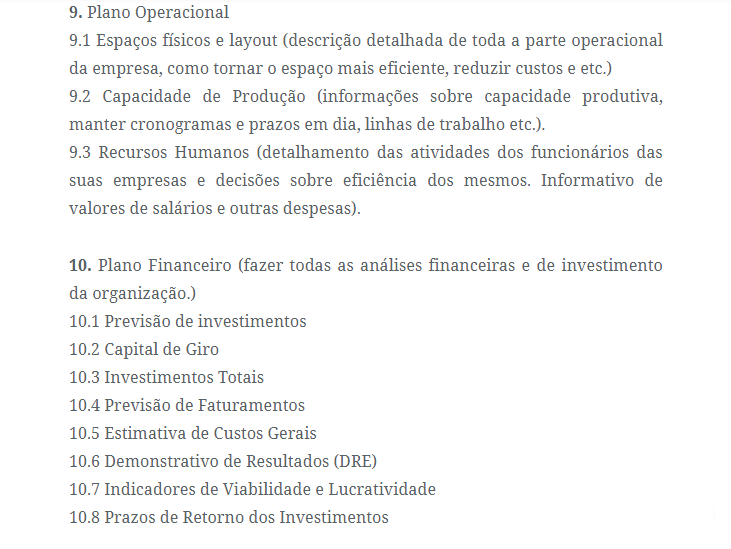 9. Plano Operacional
9.1 Espaços físicos e layout (descrição detalhada de toda a parte operacional
da empresa, como tornar o espaço mais eficiente, reduzir custos e etc.)
9.2 Capacidade de Produção (informações sobre capacidade produtiva,
manter cronogramas e prazos em dia, linhas de trabalho etc.).
9.3 Recursos Humanos (detalhamento das atividades dos funcionários das
suas empresas e decisões sobre eficiência dos mesmos. Informativo de
valores de salários e outras despesas).
10. Plano Financeiro (fazer todas as análises financeiras e de investimento
da organização.)
10.1 Previsão de investimentos
10.2 Capital de Giro
10.3 Investimentos Totais
10.4 Previsão de Faturamentos
10.5 Estimativa de Custos Gerais
10.6 Demonstrativo de Resultados (DRE)
10.7 Indicadores de Viabilidade e Lucratividade
10.8 Prazos de Retorno dos Investimentos